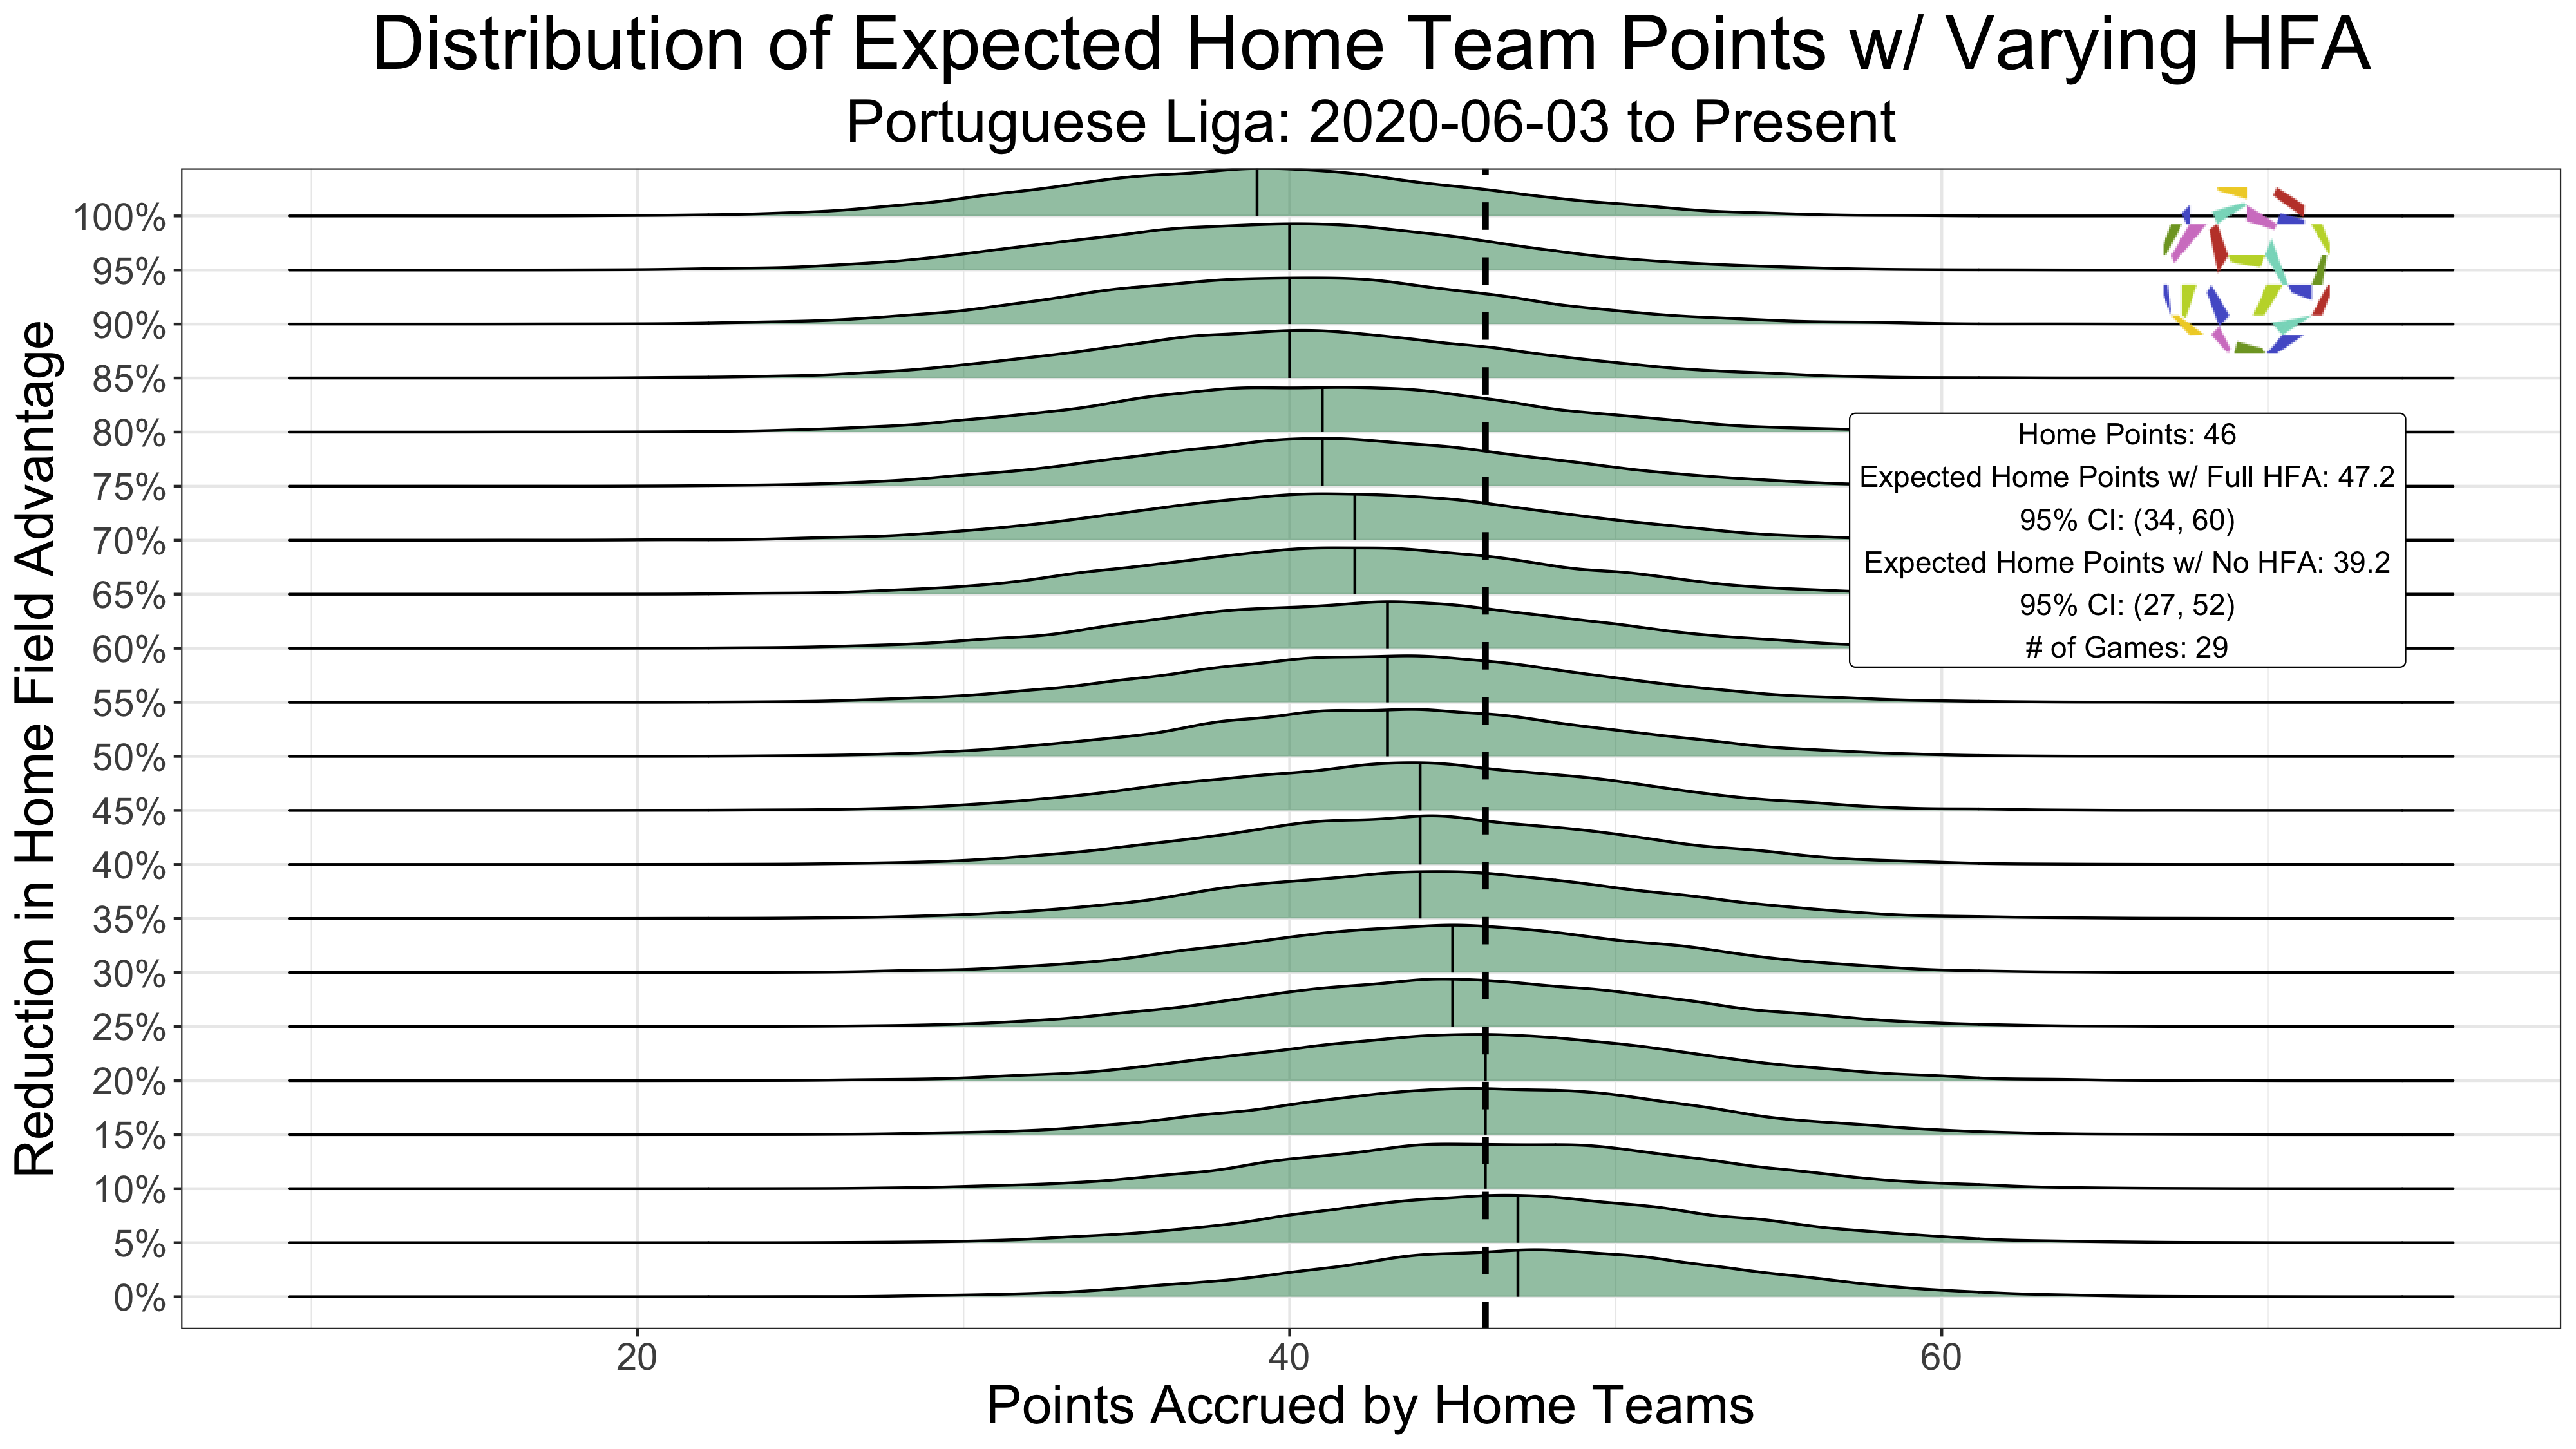 Distribution of Expected Home Team Points w/ Varying HFA
Portuguese Liga: 2020-06-03 to Present
Reduction in Home Field Advantage
100%
95%
90%
85%
80%
75%
70%
65%
60%
55%
50%
45%
40%
35%
30%
25%
20%
15%
10%
5%
0%
Home Points: 46
Expected Home Points w/ Full HFA: 47.2
95% CI: (34, 60)
Expected Home Points w/ No HFA: 39.2
95% CI: (27, 52)
# of Games: 29
20
40
60
Points Accrued by Home Teams